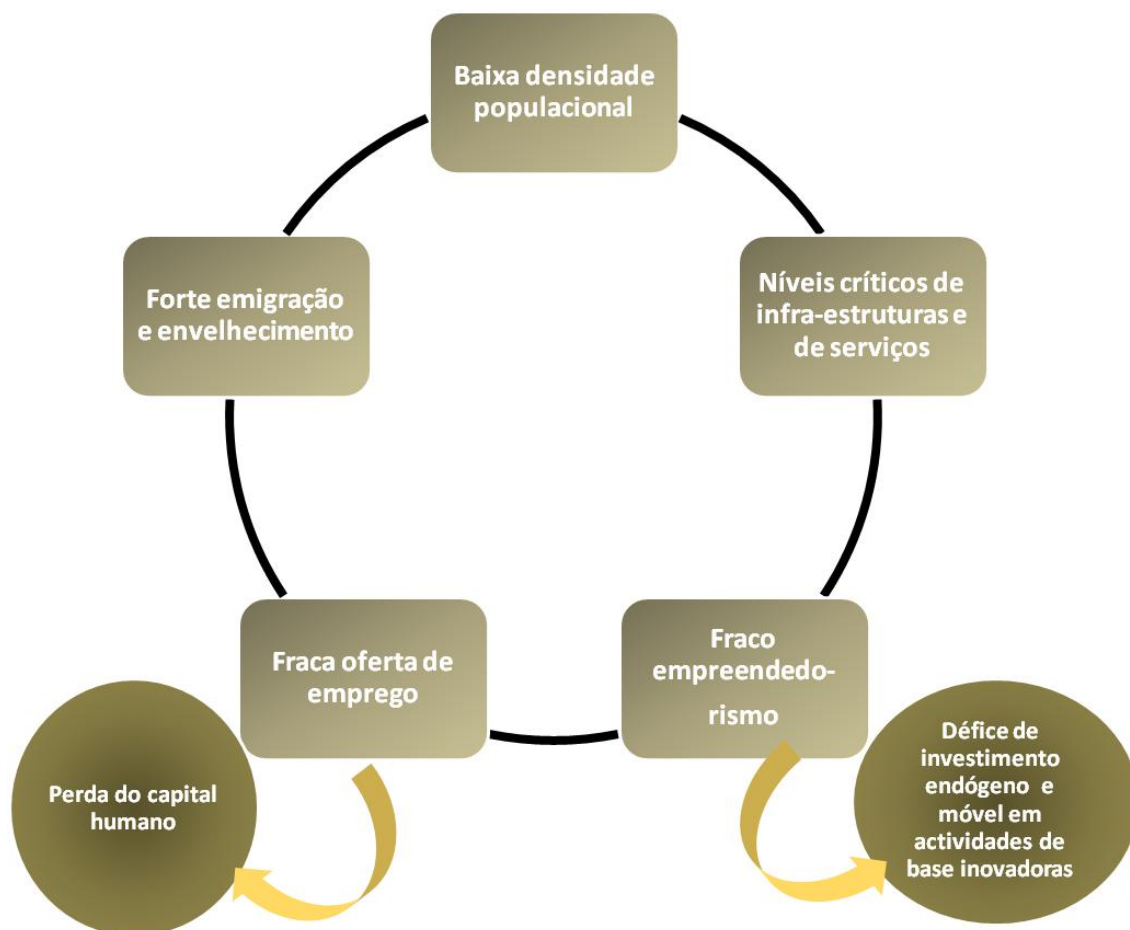 Baixa densidade
populacional
Forte emigração
e envelhecimento
Níveis críticos de
infra-estruturas e
de serviços
Fraca oferta de
emprego
Fraco
empreendedo-
rismo
Perda do capital
humano
Défice de
investimento
endógeno e
móvel em
actividades de
base inovadoras